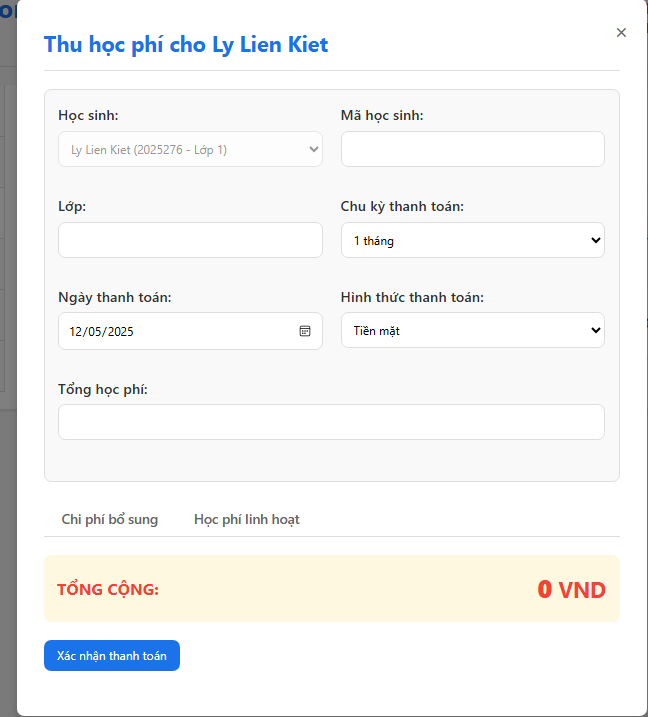 Thu học phí cho Ly Lien Kiet
×
Học sinh:
Mã học sinh:
Ly Lien Kiet (2025276 - Lớp 1)
Lớp:
Chu kỳ thanh toán:
1 tháng
Ngày thanh toán:
Hình thức thanh toán:
12/05/2025
Tiền mặt
Tổng học phí:
Chi phí bổ sung
Học phí linh hoạt
TỔNG CỘNG:
0 VND
Xác nhận thanh toán